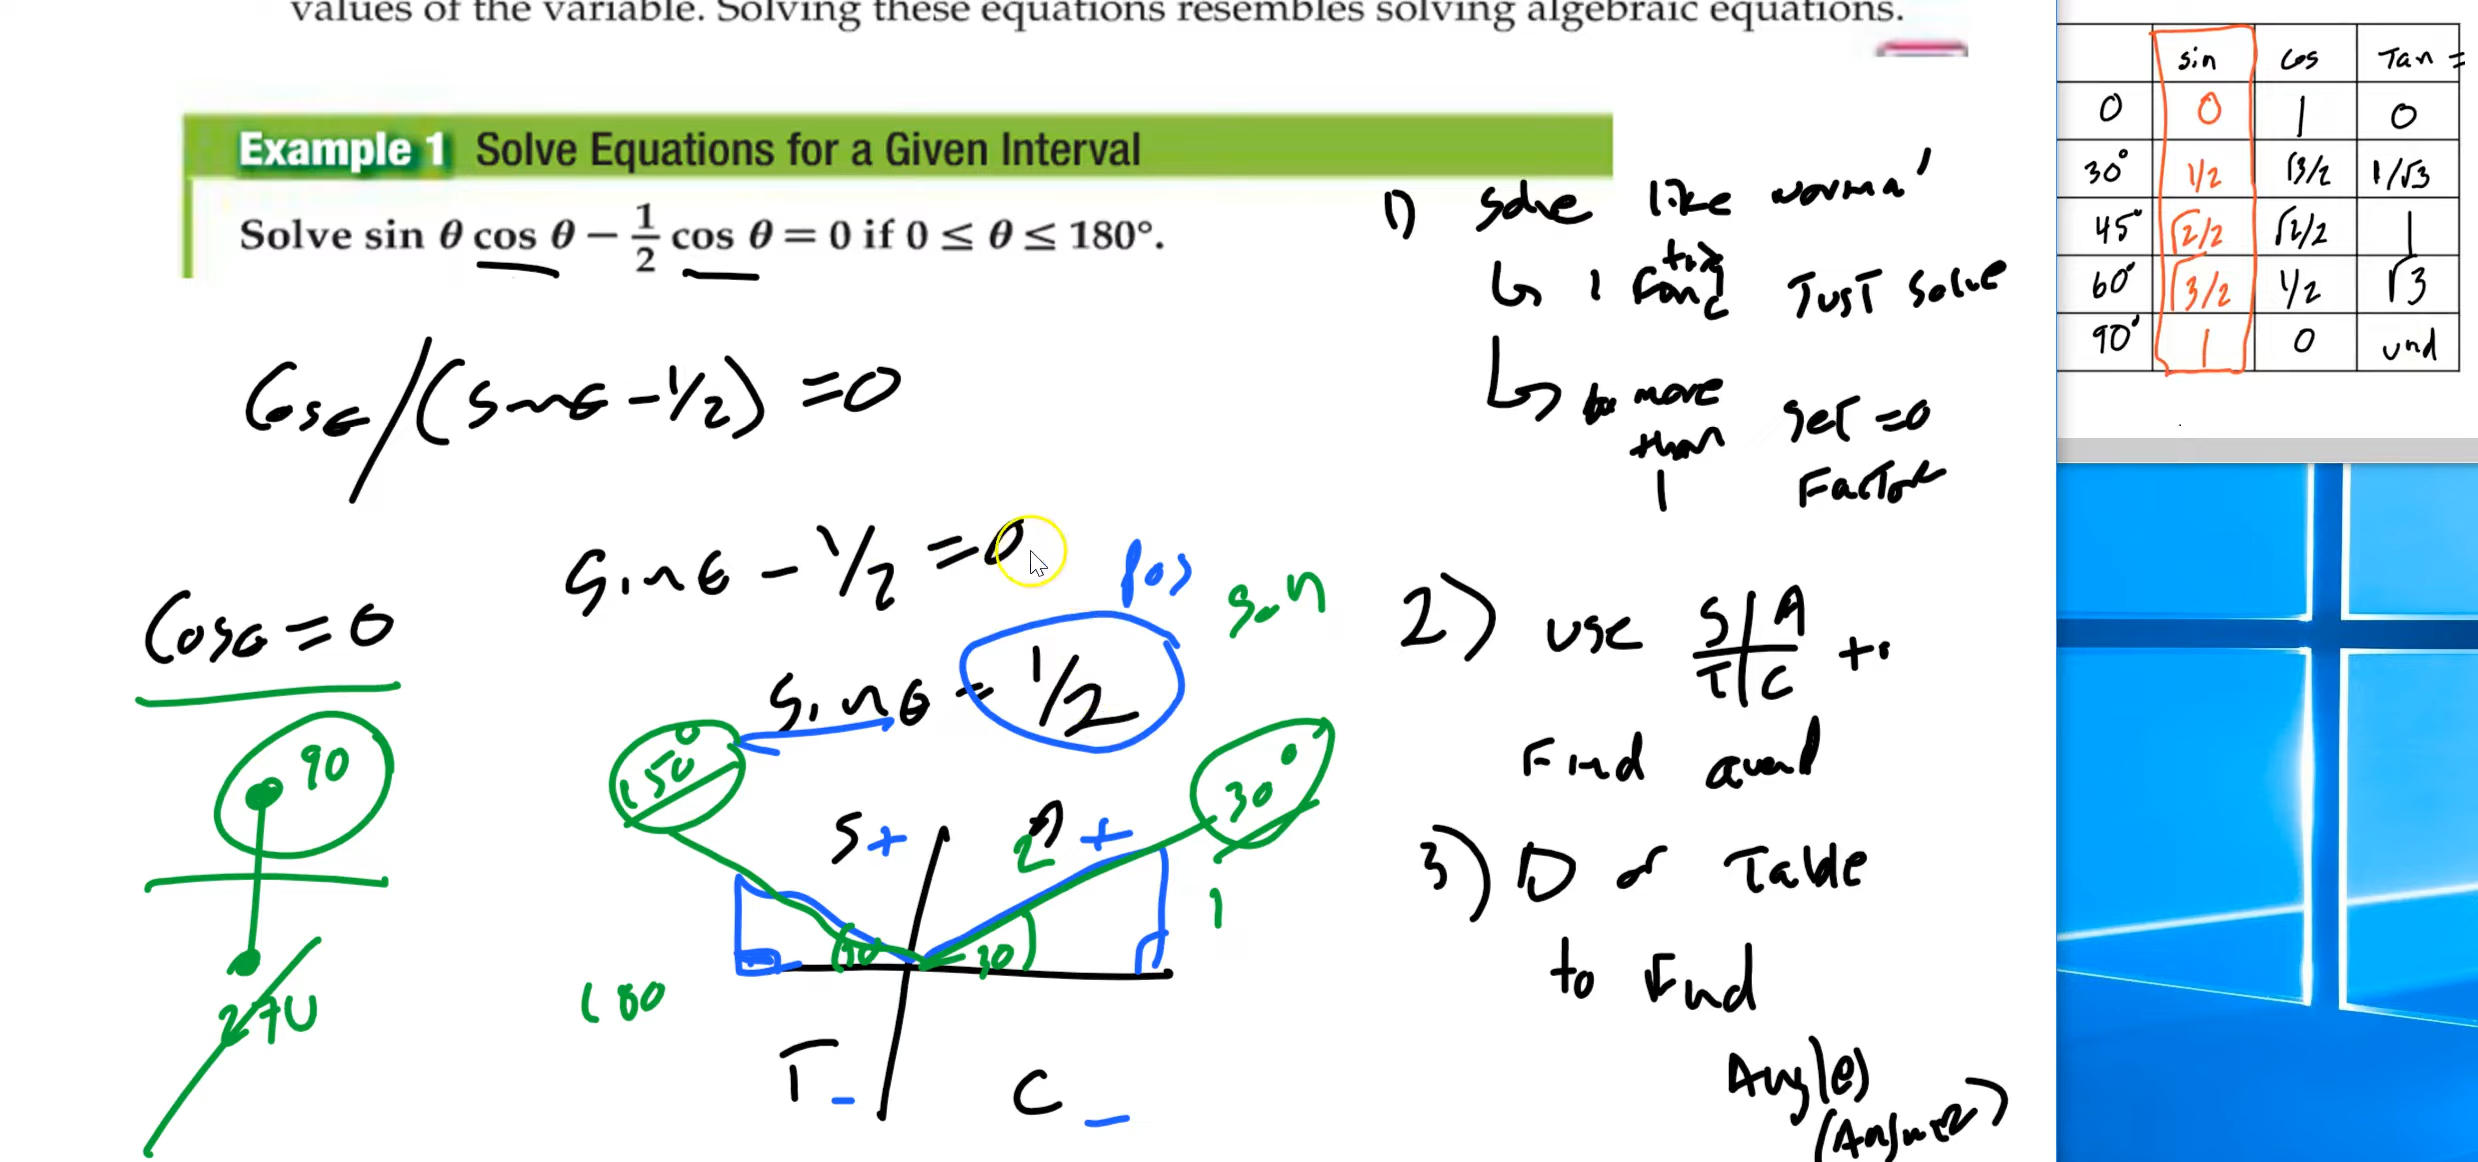 values of the variable. Solving these equations resembles solving algebraic equations.
Example 1 Solve Equations for a Given Interval
Solve sin θ cos θ − 1/2 cos θ = 0 if 0 ≤ θ ≤ 180°.
Cosθ (sinθ - 1/2) = 0
sinθ - 1/2 = 0
Cosθ = 0
sinθ = 1/2
pos
sin
90
270
150°
30°
S+
+
2
1
30
180
T-
C-
1) solve like
↳ 1 trig func Just solve
↳ more than 1 set = 0
Factor
2) use S A T C to
Find
3) or Table
to Find
Angle)
(Answer)
sin cos Tan =
0 0 1 0
30° 1/2 √3/2 1/√3
45° √2/2 √2/2 1
60° √3/2 1/2 √3
90° 1 0 und